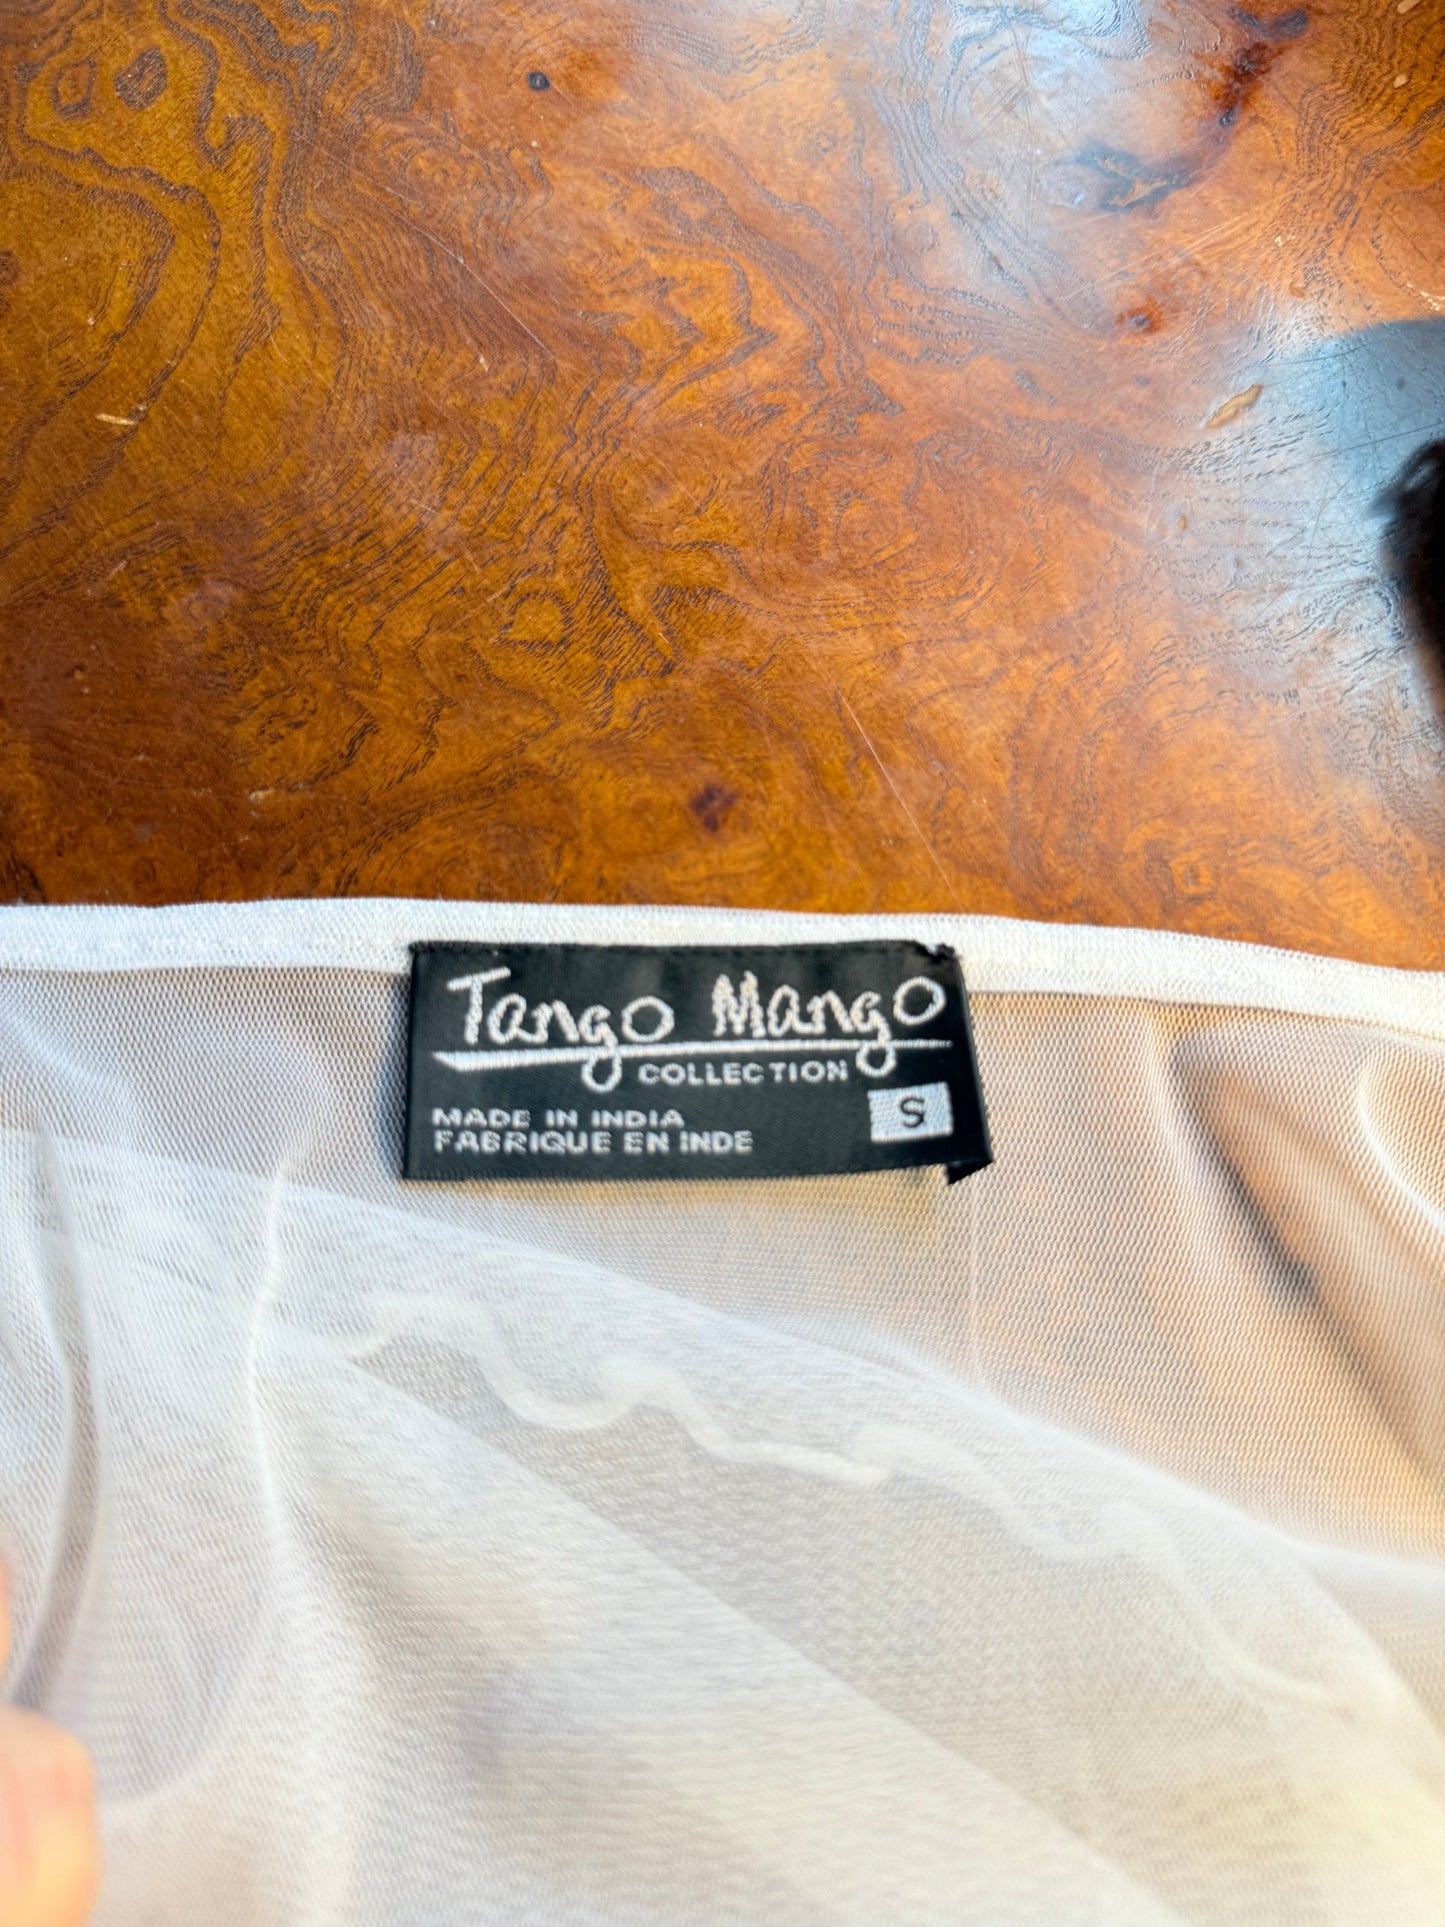 Tango Mango
COLLECTION
MADE IN INDIA
FABRIQUE EN INDE
S